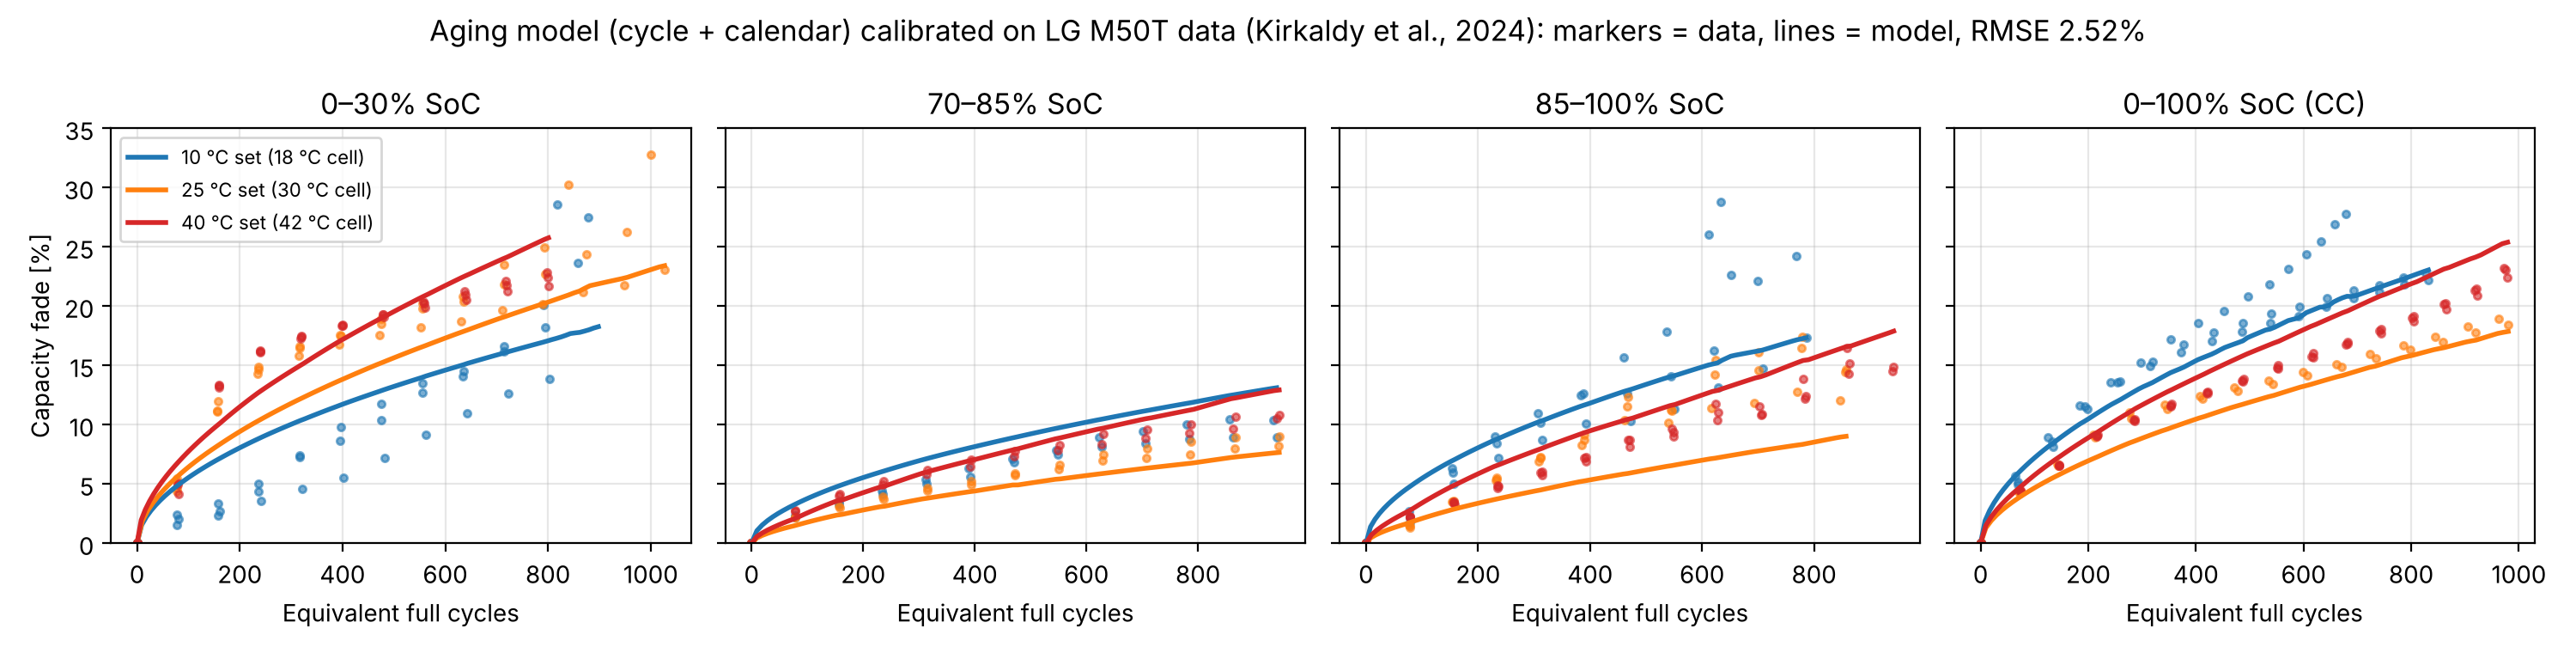 Aging model (cycle + calendar) calibrated on LG M50T data (Kirkaldy et al., 2024): markers = data, lines = model, RMSE 2.52%
0–30% SoC
70–85% SoC
85–100% SoC
0–100% SoC (CC)
Capacity fade [%]
35
30
25
20
15
10
5
0
10 °C set (18 °C cell)
25 °C set (30 °C cell)
40 °C set (42 °C cell)
0 200 400 600 800 1000
0 200 400 600 800
0 200 400 600 800
0 200 400 600 800 1000
Equivalent full cycles
Equivalent full cycles
Equivalent full cycles
Equivalent full cycles